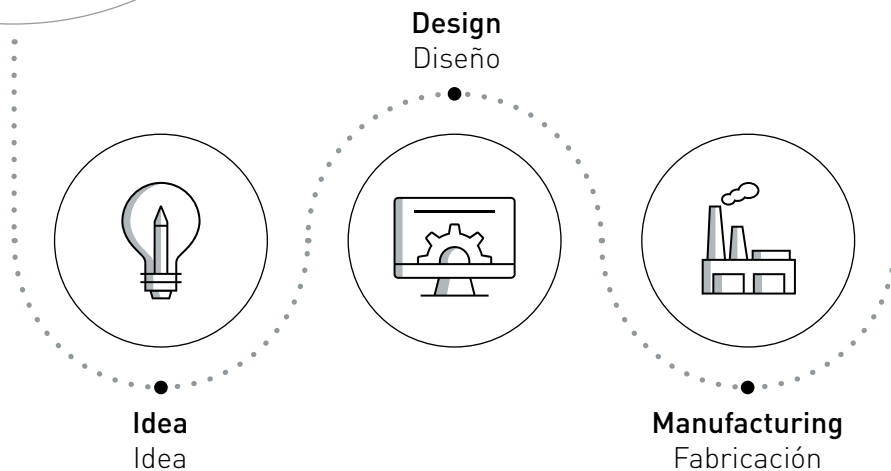 Design
Diseño
Idea
Idea
Manufacturing
Fabricación